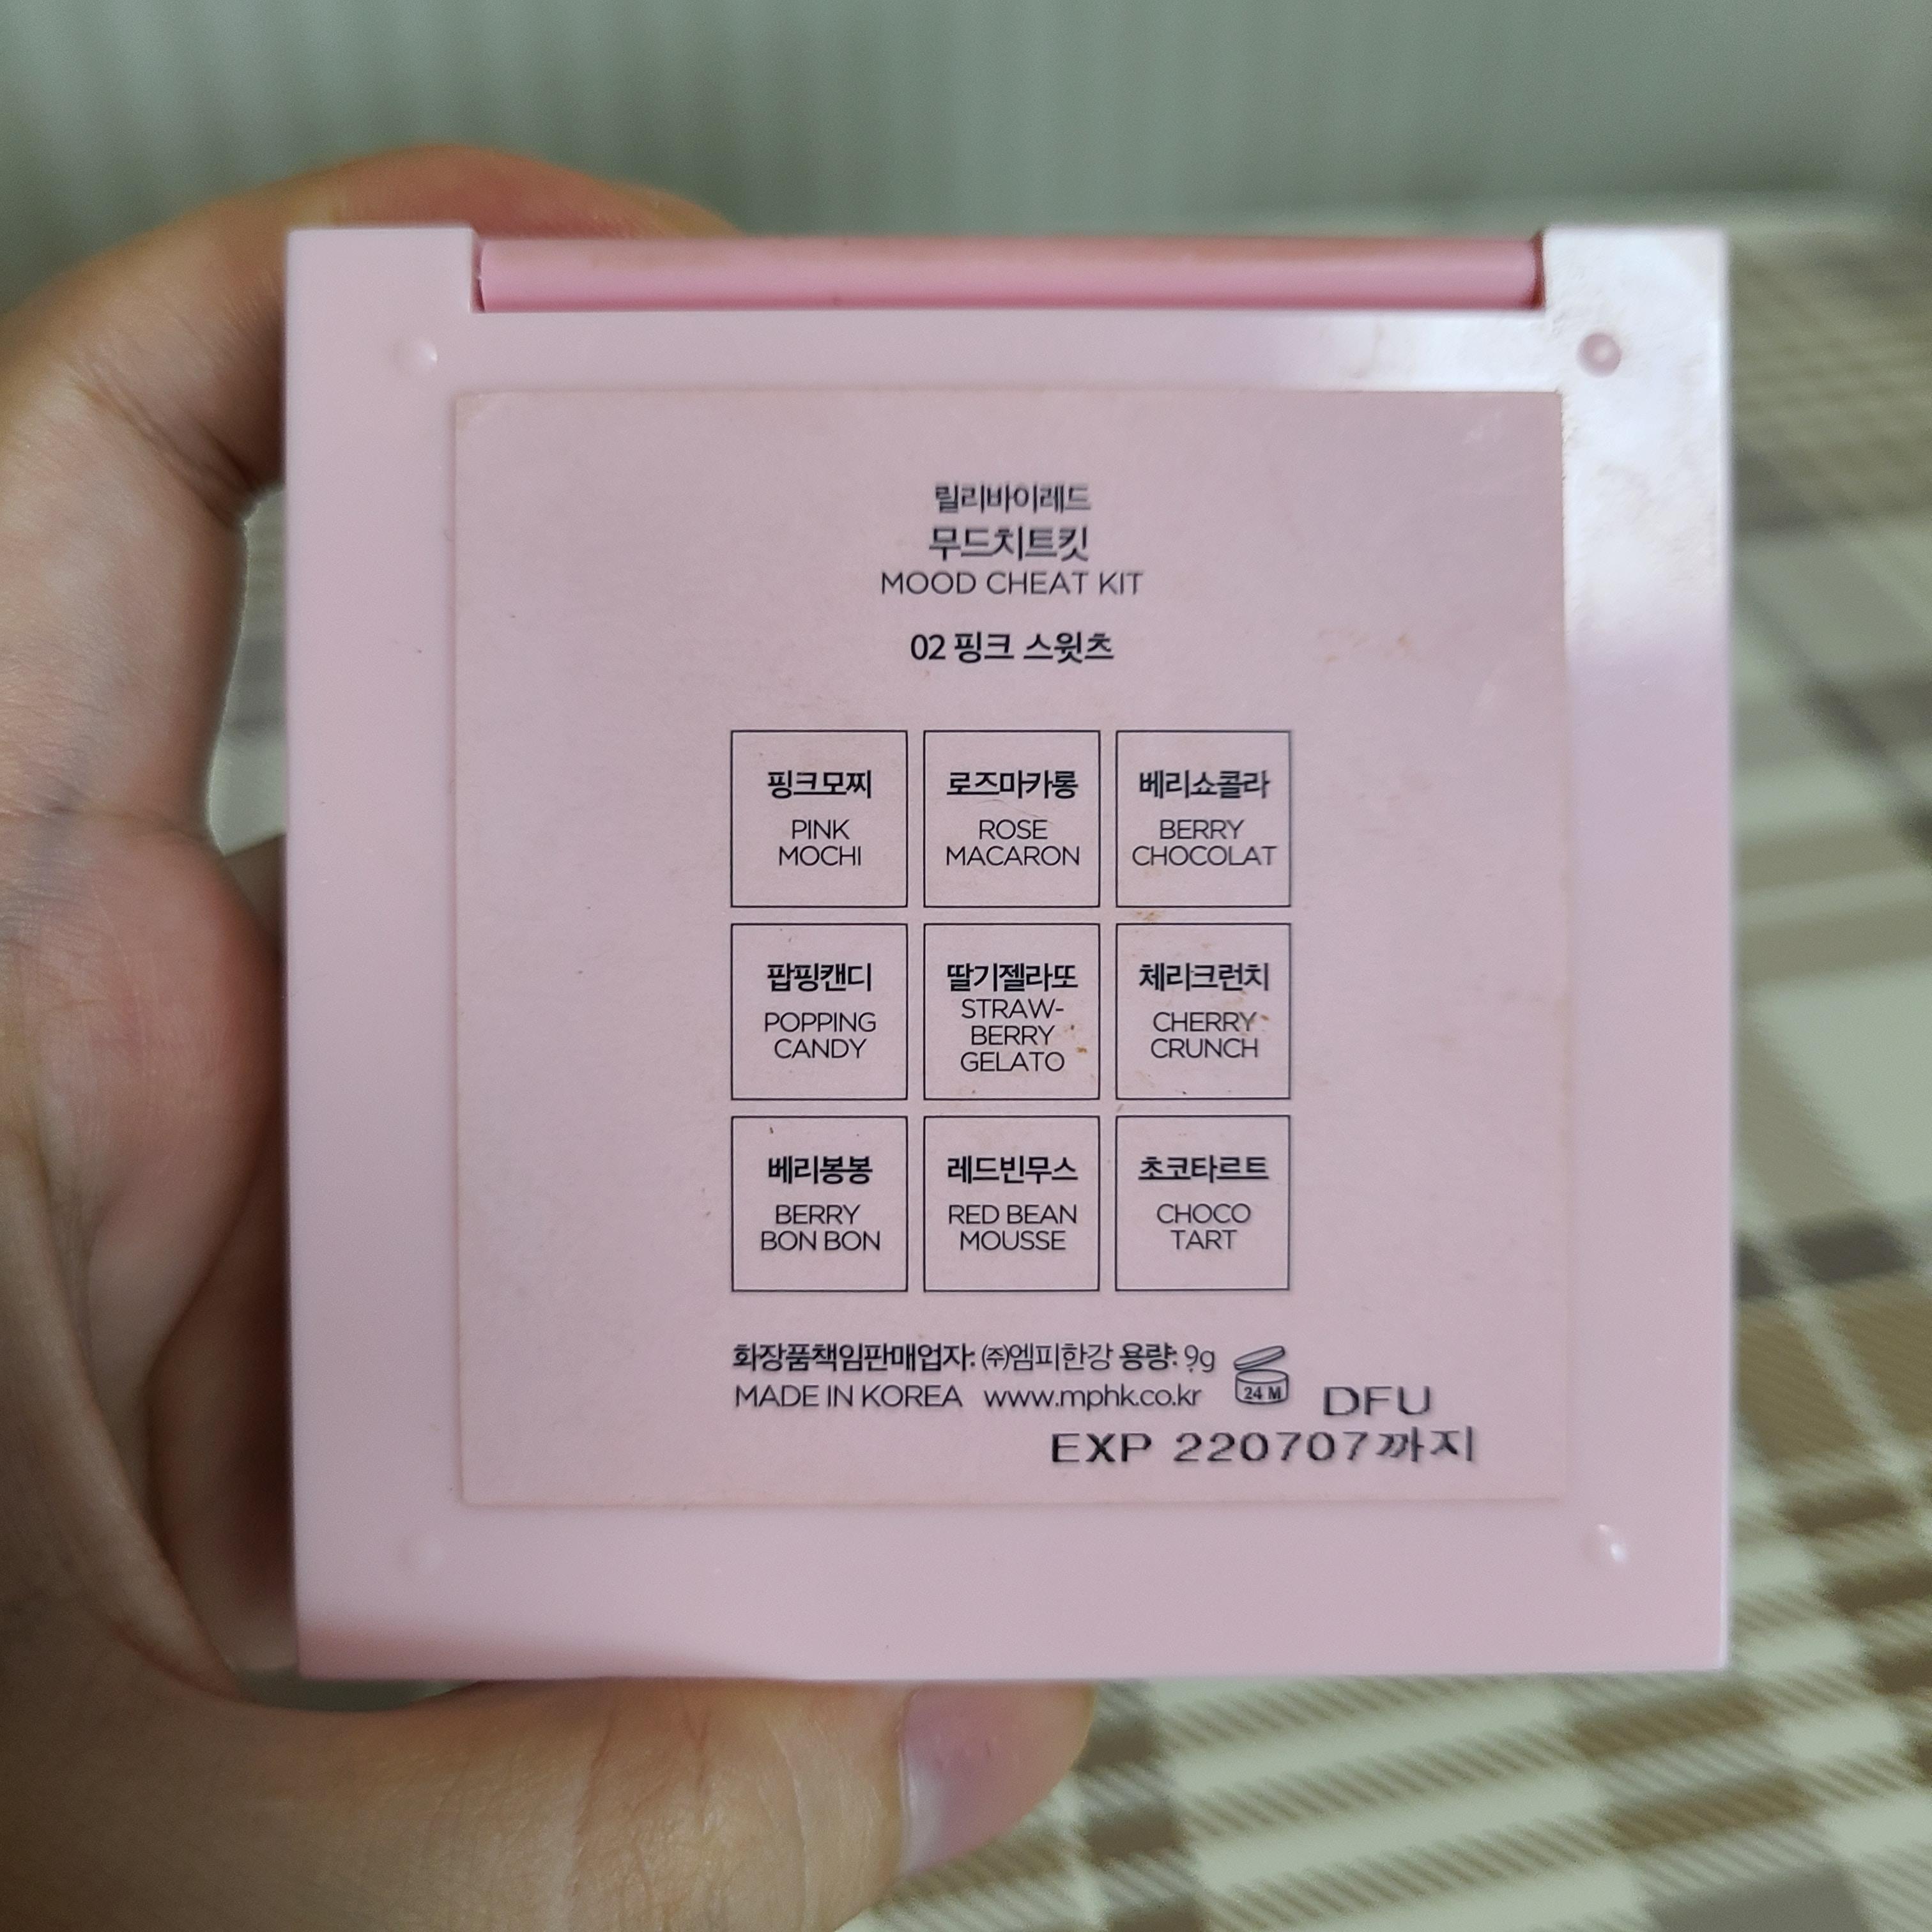 릴리바이레드
무드치트킷
MOOD CHEAT KIT
02 핑크 스윗츠
핑크모찌
PINK
MOCHI
로즈마카롱
ROSE
MACARON
베리쇼콜라
BERRY
CHOCOLAT
팝핑캔디
POPPING
CANDY
딸기젤라또
STRAW-
BERRY
GELATO
체리크런치
CHERRY
CRUNCH
베리봉봉
BERRY
BON BON
레드빈무스
RED BEAN
MOUSSE
초코타르트
CHOCO
TART
화장품책임판매업자: ㈜엠피한강 용량: 9g
MADE IN KOREA www.mphk.co.kr
24 M
DFU
EXP 220707까지